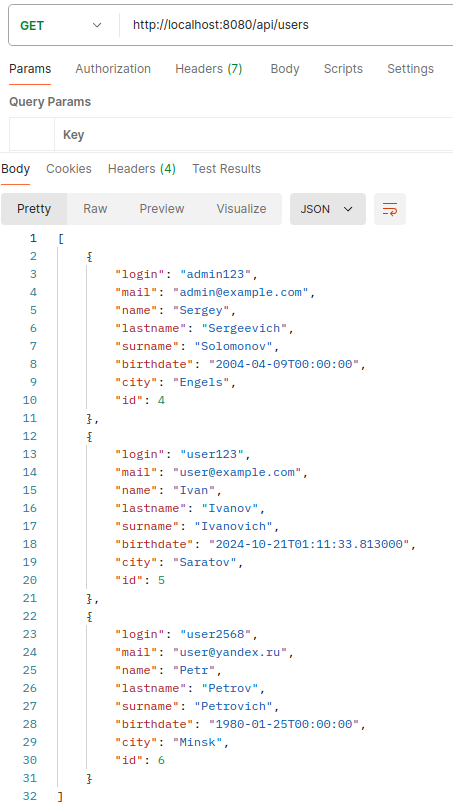 GET http://localhost:8080/api/users
Params Authorization Headers (7) Body Scripts Settings
Query Params
Key
Body Cookies Headers (4) Test Results
Pretty Raw Preview Visualize JSON
1 [
2 {
3 "login": "admin123",
4 "mail": "admin@example.com",
5 "name": "Sergey",
6 "lastname": "Sergeevich",
7 "surname": "Solomonov",
8 "birthdate": "2004-04-09T00:00:00",
9 "city": "Engels",
10 "id": 4
11 },
12 {
13 "login": "user123",
14 "mail": "user@example.com",
15 "name": "Ivan",
16 "lastname": "Ivanov",
17 "surname": "Ivanovich",
18 "birthdate": "2024-10-21T01:11:33.813000",
19 "city": "Saratov",
20 "id": 5
21 },
22 {
23 "login": "user2568",
24 "mail": "user@yandex.ru",
25 "name": "Petr",
26 "lastname": "Petrov",
27 "surname": "Petrovich",
28 "birthdate": "1980-01-25T00:00:00",
29 "city": "Minsk",
30 "id": 6
31 }
32 ]